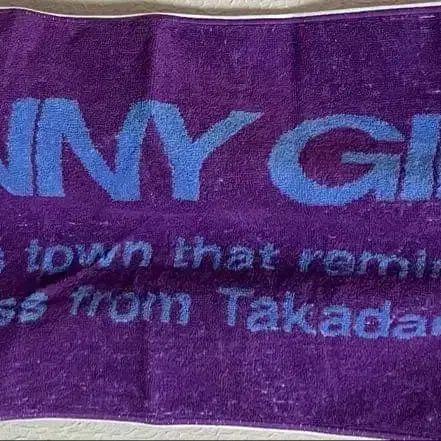 NNY GI
town that remi
ss from Takada